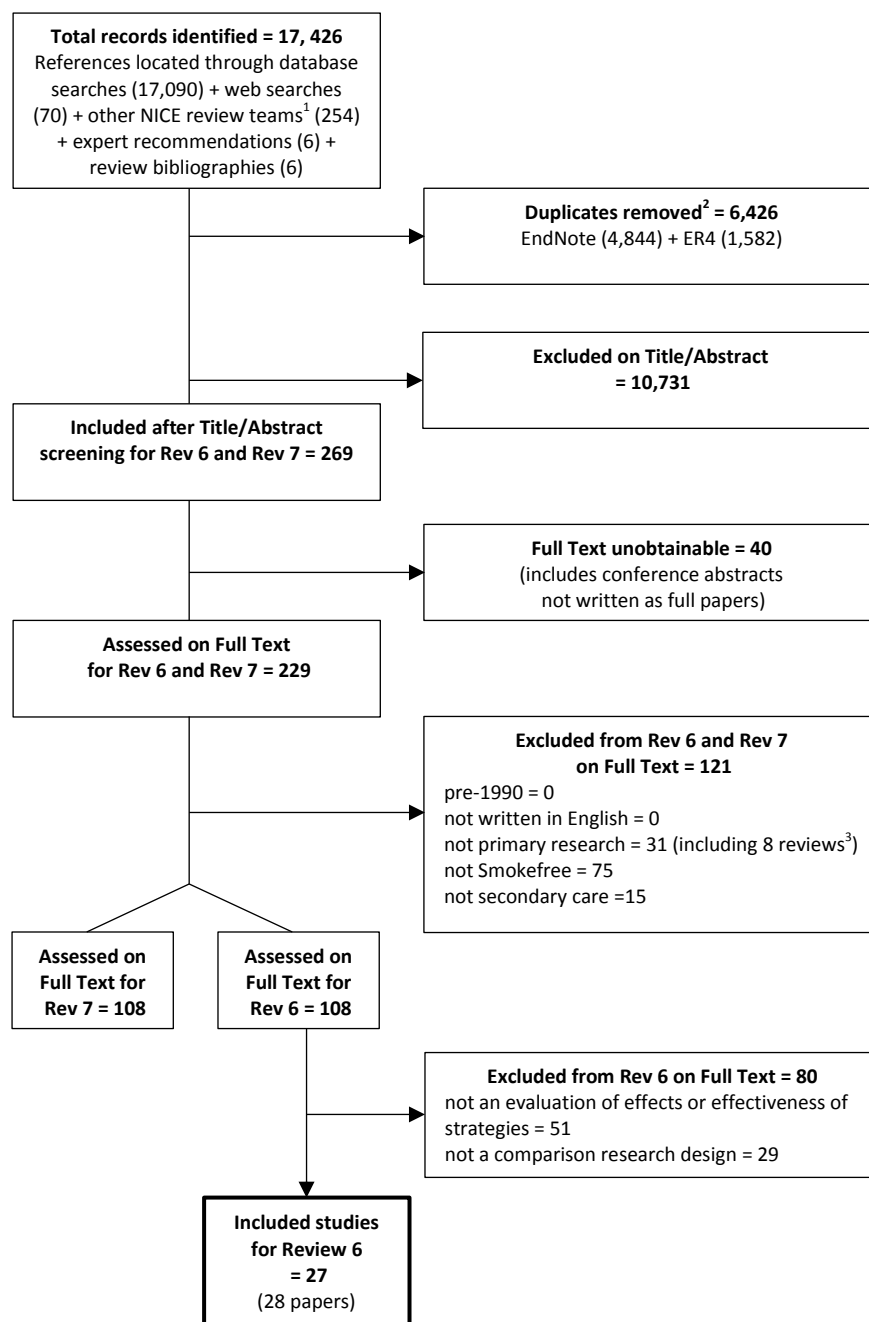 Total records identified = 17, 426
References located through database
searches (17,090) + web searches
(70) + other NICE review teams¹ (254)
+ expert recommendations (6) +
review bibliographies (6)
Duplicates removed² = 6,426
EndNote (4,844) + ER4 (1,582)
Excluded on Title/Abstract
= 10,731
Included after Title/Abstract
screening for Rev 6 and Rev 7 = 269
Full Text unobtainable = 40
(includes conference abstracts
not written as full papers)
Assessed on Full Text
for Rev 6 and Rev 7 = 229
Excluded from Rev 6 and Rev 7
on Full Text = 121
pre-1990 = 0
not written in English = 0
not primary research = 31 (including 8 reviews³)
not Smokefree = 75
not secondary care =15
Assessed on
Full Text for
Rev 7 = 108
Assessed on
Full Text for
Rev 6 = 108
Excluded from Rev 6 on Full Text = 80
not an evaluation of effects or effectiveness of
strategies = 51
not a comparison research design = 29
Included studies
for Review 6
= 27
(28 papers)